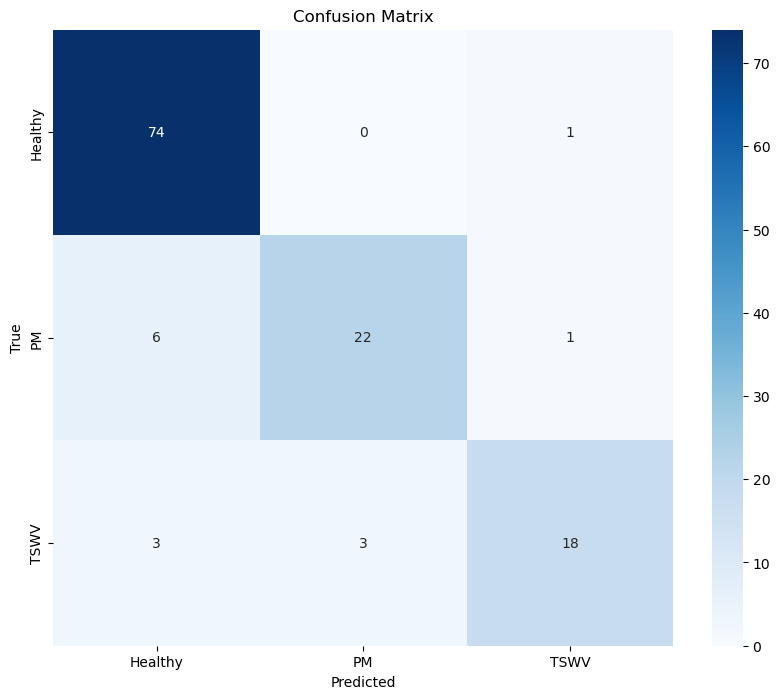 Confusion Matrix
Healthy
74
0
1
70
60
50
True
PM
6
22
1
40
30
20
TSWV
3
3
18
10
0
Healthy
PM
TSWV
Predicted